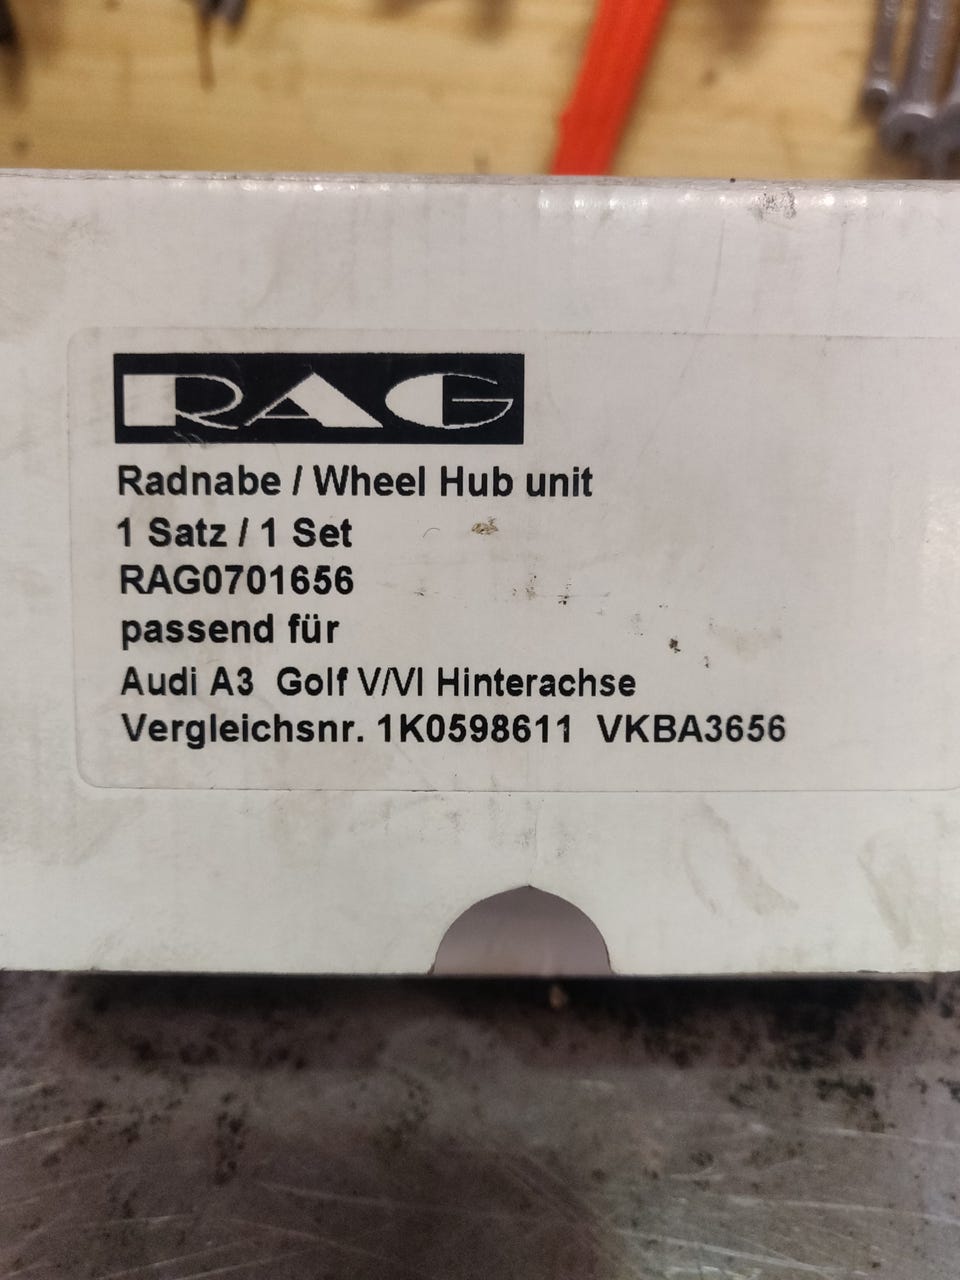 RAG
Radnabe / Wheel Hub unit
1 Satz / 1 Set
RAG0701656
passend für
Audi A3 Golf V/VI Hinterachse
Vergleichsnr. 1K0598611 VKBA3656